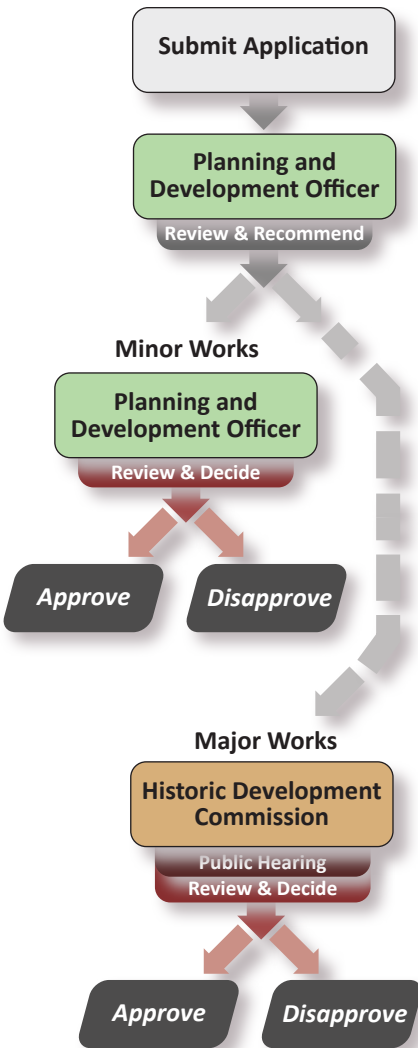 Submit Application
Planning and
Development Officer
Review & Recommend
Minor Works
Planning and
Development Officer
Review & Decide
Approve
Disapprove
Major Works
Historic Development
Commission
Public Hearing
Review & Decide
Approve
Disapprove